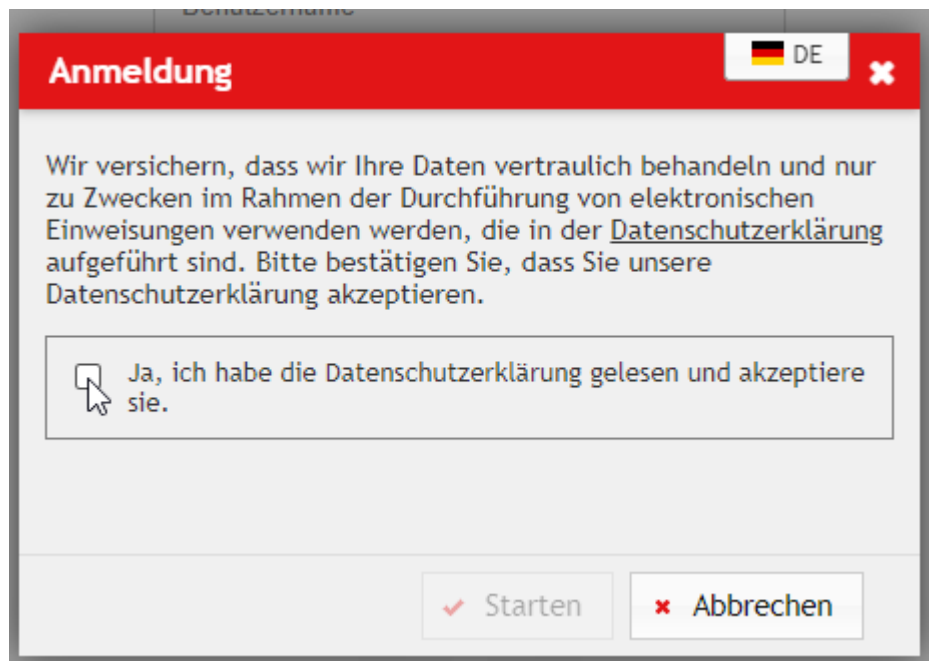 Benutzername
Anmeldung
DE
Wir versichern, dass wir Ihre Daten vertraulich behandeln und nur
zu Zwecken im Rahmen der Durchführung von elektronischen
Einweisungen verwenden werden, die in der Datenschutzerklärung
aufgeführt sind. Bitte bestätigen Sie, dass Sie unsere
Datenschutzerklärung akzeptieren.
Ja, ich habe die Datenschutzerklärung gelesen und akzeptiere
sie.
Starten
Abbrechen